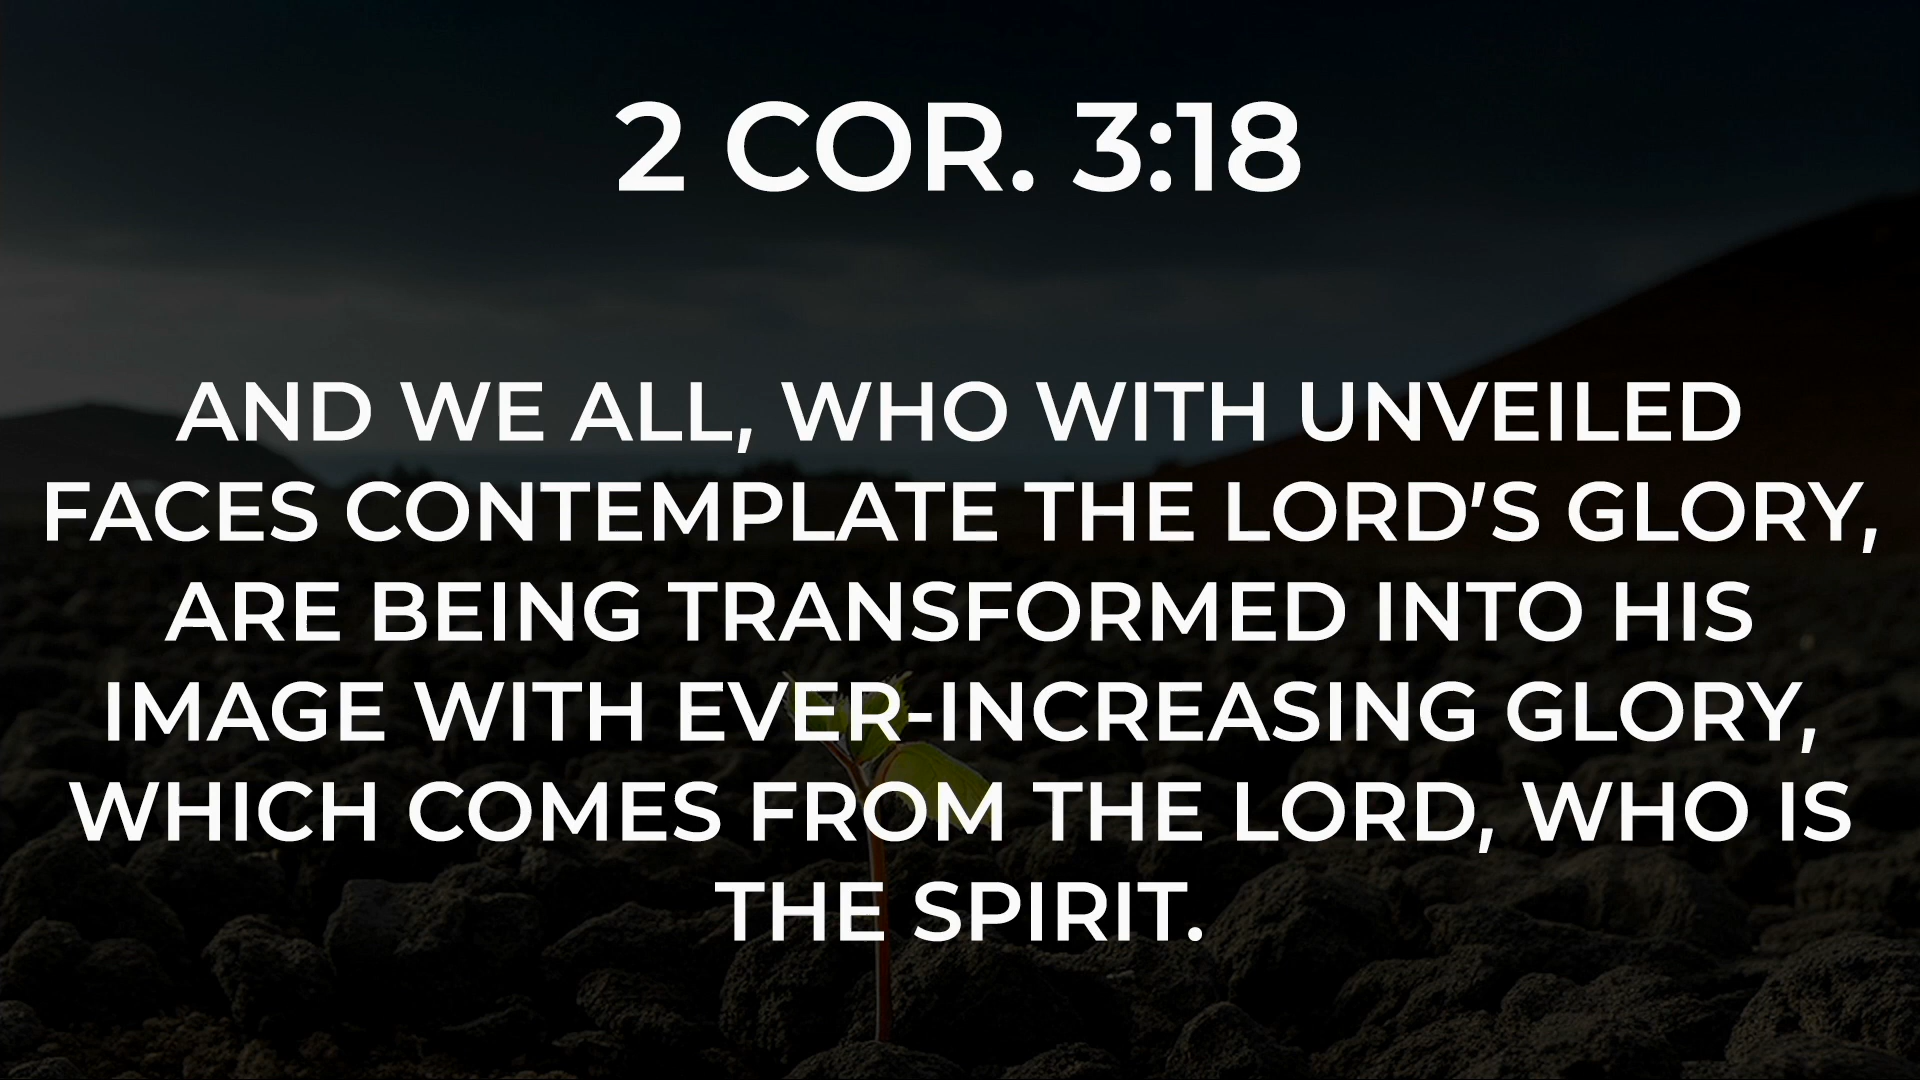 2 COR. 3:18
AND WE ALL, WHO WITH UNVEILED
FACES CONTEMPLATE THE LORD’S GLORY,
ARE BEING TRANSFORMED INTO HIS
IMAGE WITH EVER-INCREASING GLORY,
WHICH COMES FROM THE LORD, WHO IS
THE SPIRIT.